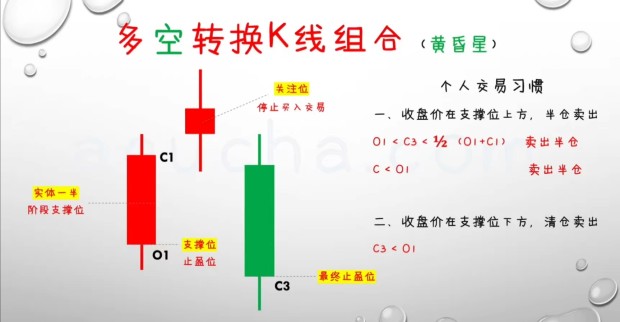 多空转换K线组合（黄昏星）
关注位
停止买入交易
C1
实体一半
阶段支撑位
支撑位
止盈位
O1
最终止盈位
C3
个人交易习惯
一、收盘价在支撑位上方，半仓卖出
O1 < C3 < ½（O1+C1） 卖出半仓
C < O1 卖出半仓
二、收盘价在支撑位下方，清仓卖出
C3 < O1